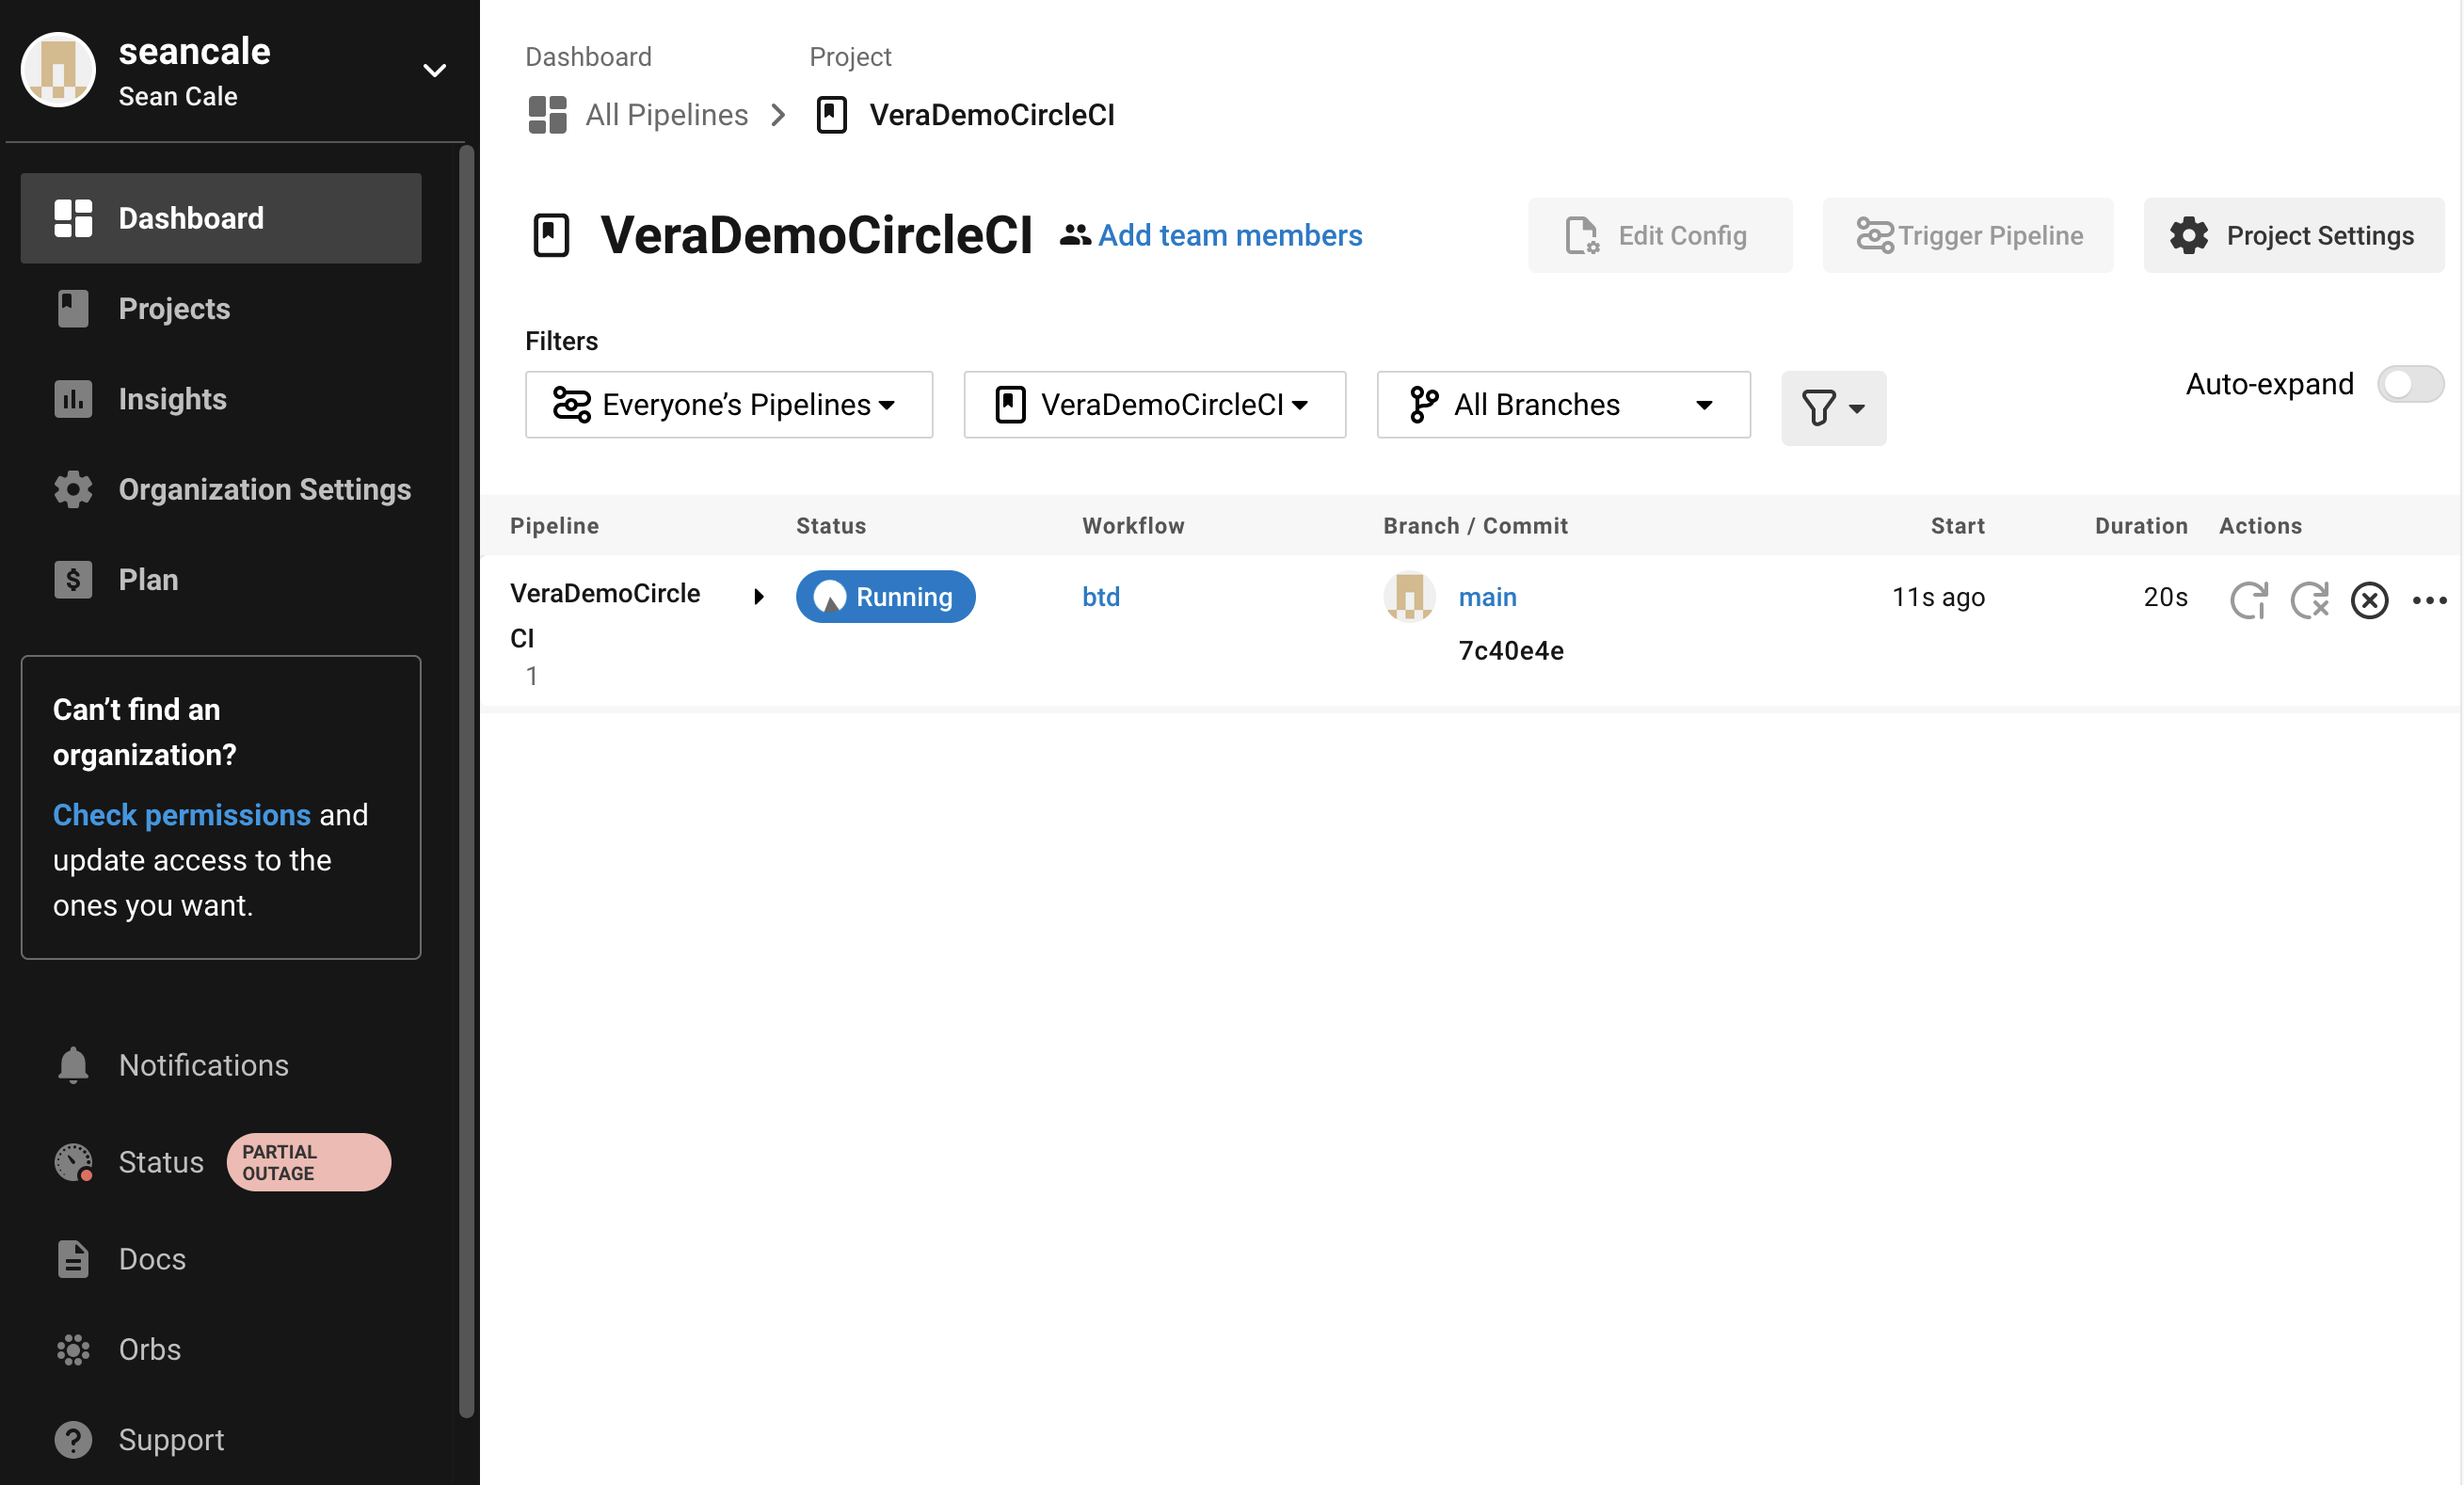 seancale
Sean Cale
Dashboard
Projects
Insights
Organization Settings
Plan
Can’t find an
organization?
Check permissions and
update access to the
ones you want.
Notifications
Status PARTIAL
OUTAGE
Docs
Orbs
Support
Dashboard Project
All Pipelines VeraDemoCircleCI
VeraDemoCircleCI Add team members Edit Config Trigger Pipeline Project Settings
Filters
Everyone’s Pipelines VeraDemoCircleCI All Branches Auto-expand
Pipeline Status Workflow Branch / Commit Start Duration Actions
VeraDemoCircle Running btd main 11s ago 20s
CI 7c40e4e
1